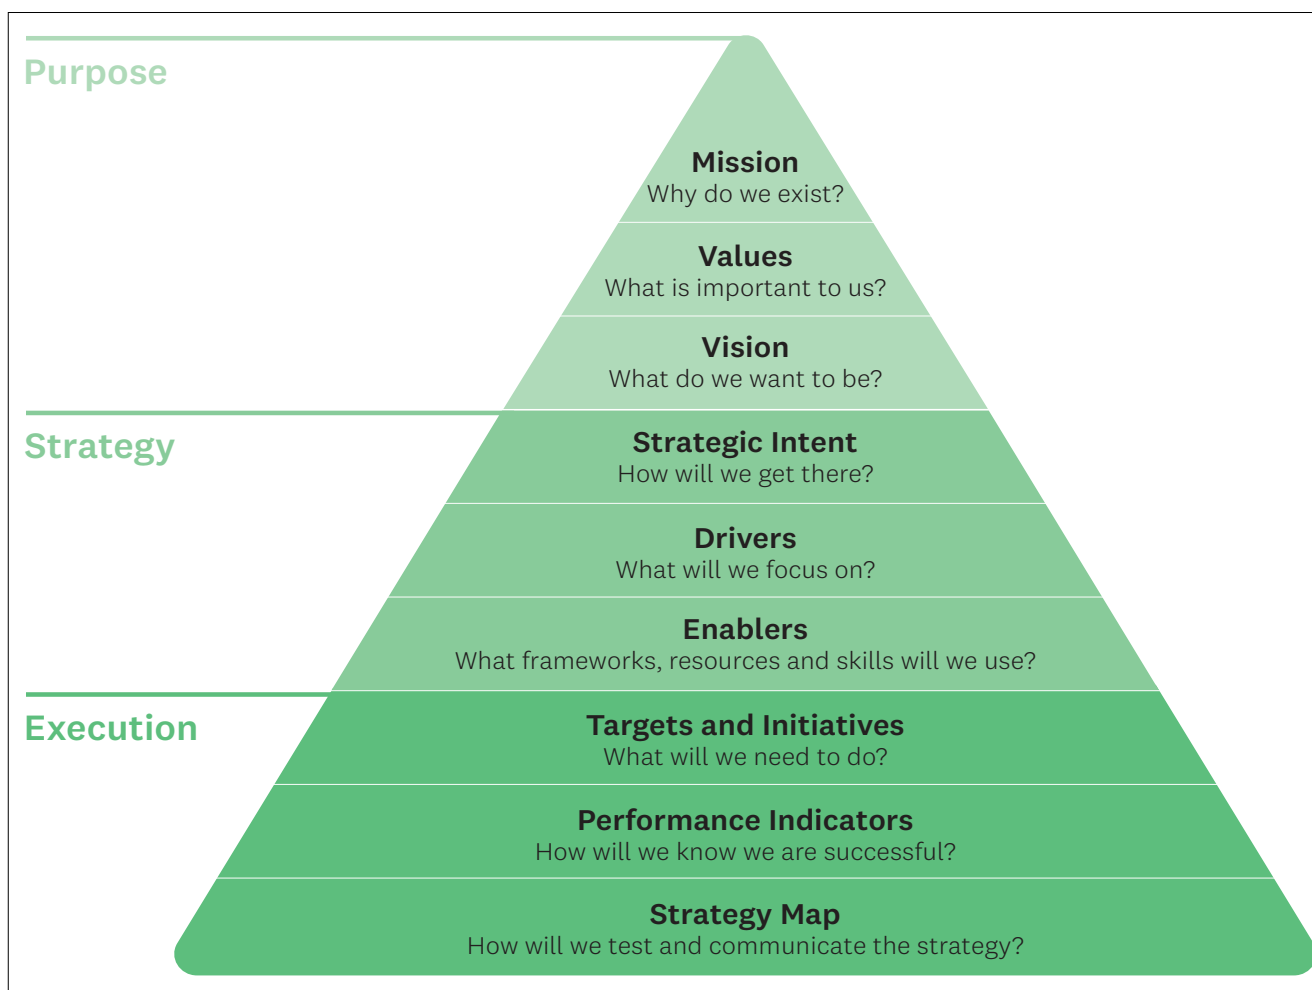 Purpose
Mission
Why do we exist?
Values
What is important to us?
Vision
What do we want to be?
Strategy
Strategic Intent
How will we get there?
Drivers
What will we focus on?
Enablers
What frameworks, resources and skills will we use?
Execution
Targets and Initiatives
What will we need to do?
Performance Indicators
How will we know we are successful?
Strategy Map
How will we test and communicate the strategy?